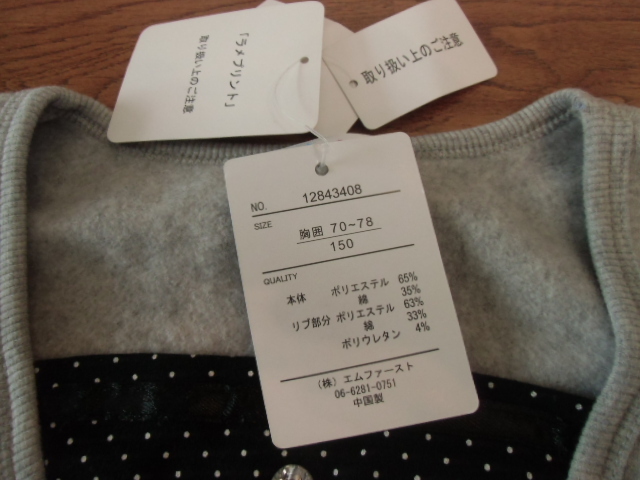 「ラメプリント」
取り扱い上のご注意
取り扱い上のご注意
NO. 12843408
SIZE
胸囲 70~78
150
QUALITY
本体 ポリエステル 65%
綿 35%
リブ部分 ポリエステル 63%
綿 33%
ポリウレタン 4%
(株) エムファースト
06-6281-0751
中国製